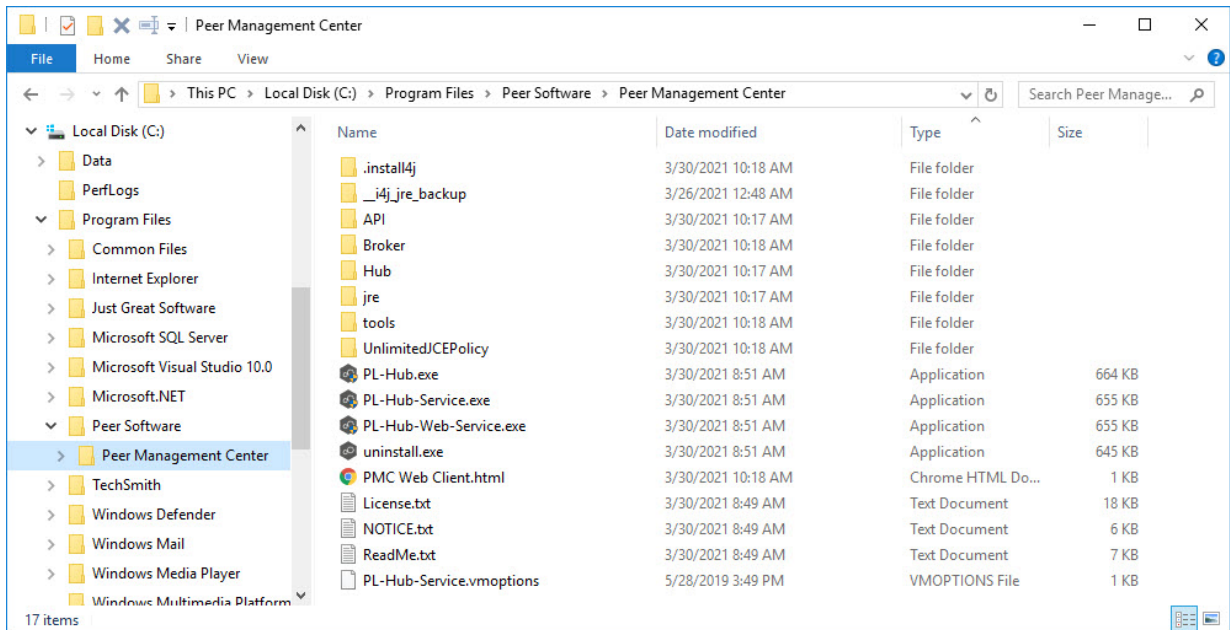 Peer Management Center
File Home Share View
This PC > Local Disk (C:) > Program Files > Peer Software > Peer Management Center
Search Peer Manage...
Local Disk (C:)
Data
PerfLogs
Program Files
Common Files
Internet Explorer
Just Great Software
Microsoft SQL Server
Microsoft Visual Studio 10.0
Microsoft.NET
Peer Software
Peer Management Center
TechSmith
Windows Defender
Windows Mail
Windows Media Player
Windows Multimedia Platform
Name Date modified Type Size
.install4j 3/30/2021 10:18 AM File folder
__i4j_jre_backup 3/26/2021 12:48 AM File folder
API 3/30/2021 10:17 AM File folder
Broker 3/30/2021 10:18 AM File folder
Hub 3/30/2021 10:17 AM File folder
jre 3/30/2021 10:17 AM File folder
tools 3/30/2021 10:18 AM File folder
UnlimitedJCEPolicy 3/30/2021 10:18 AM File folder
PL-Hub.exe 3/30/2021 8:51 AM Application 664 KB
PL-Hub-Service.exe 3/30/2021 8:51 AM Application 655 KB
PL-Hub-Web-Service.exe 3/30/2021 8:51 AM Application 655 KB
uninstall.exe 3/30/2021 8:51 AM Application 645 KB
PMC Web Client.html 3/30/2021 10:18 AM Chrome HTML Do... 1 KB
License.txt 3/30/2021 8:49 AM Text Document 18 KB
NOTICE.txt 3/30/2021 8:49 AM Text Document 6 KB
ReadMe.txt 3/30/2021 8:49 AM Text Document 7 KB
PL-Hub-Service.vmoptions 5/28/2019 3:49 PM VMOPTIONS File 1 KB
17 items